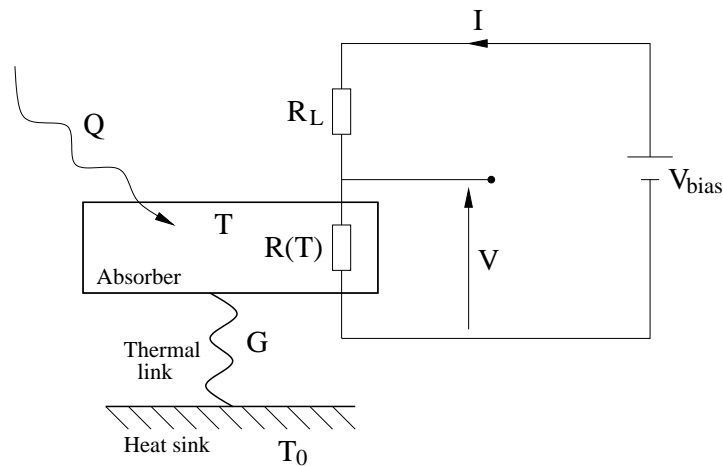 I
Q
R_L
V_bias
T
R(T)
Absorber
V
G
Thermal
link
Heat sink
T_0